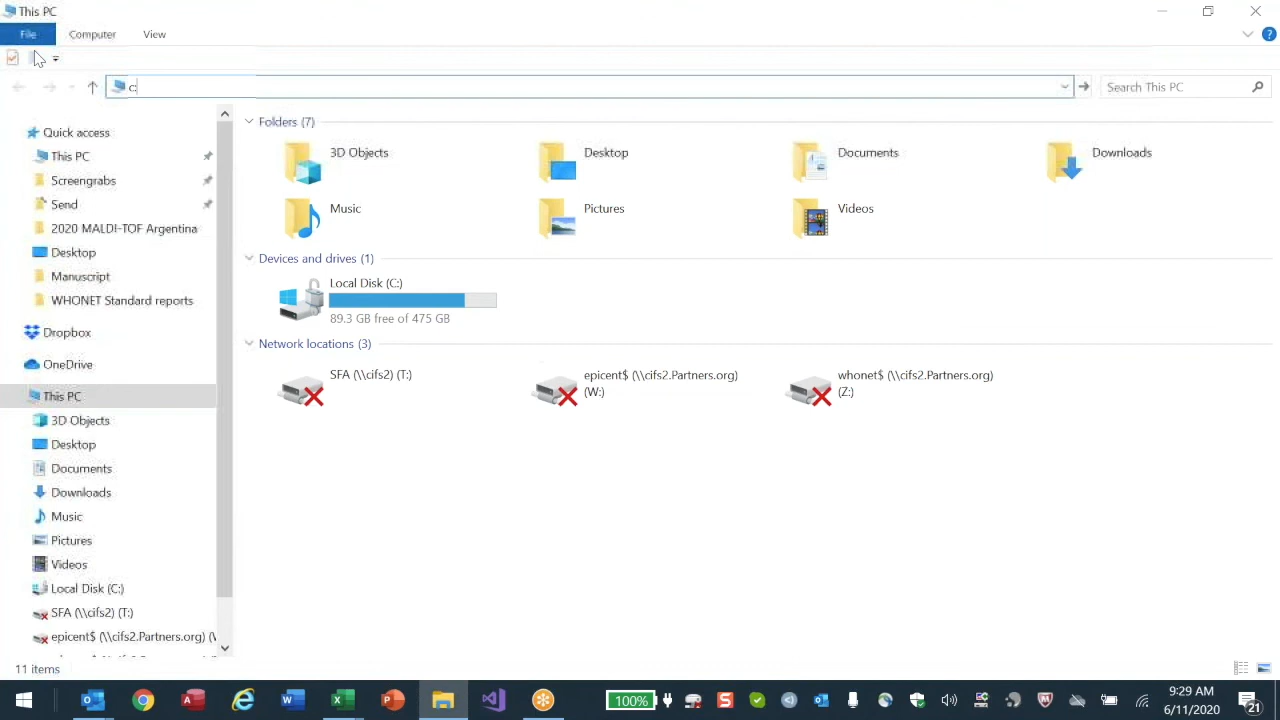 This PC
File
Computer
View
?
c:
Search This PC
Quick access
This PC
Screengrabs
Send
2020 MALDI-TOF Argentina
Desktop
Manuscript
WHONET Standard reports
Dropbox
OneDrive
This PC
3D Objects
Desktop
Documents
Downloads
Music
Pictures
Videos
Local Disk (C:)
SFA (\\cifs2) (T:)
epicent$ (\\cifs2.Partners.org) (W
Folders (7)
3D Objects
Desktop
Documents
Downloads
Music
Pictures
Videos
Devices and drives (1)
Local Disk (C:)
89.3 GB free of 475 GB
Network locations (3)
SFA (\\cifs2) (T:)
epicent$ (\\cifs2.Partners.org)
(W:)
whonet$ (\\cifs2.Partners.org)
(Z:)
11 items
100%
9:29 AM
6/11/2020
21